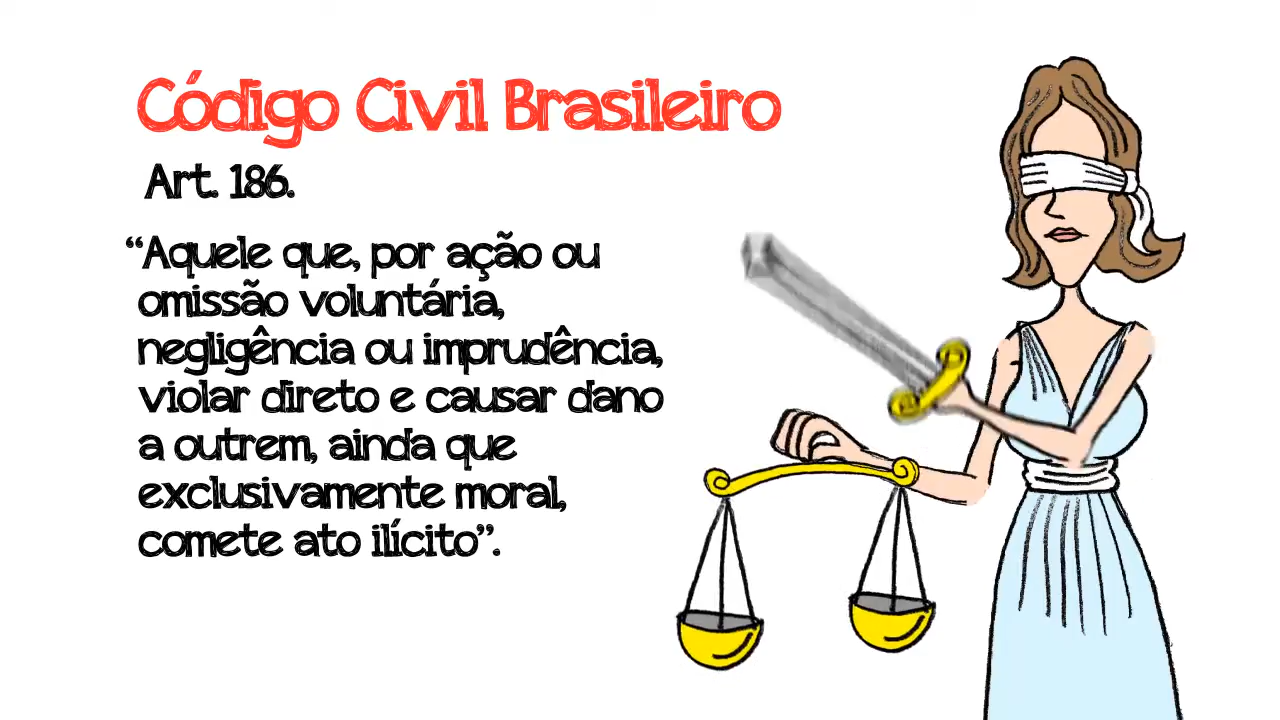 Código Civil Brasileiro
Art. 186.
“Aquele que, por ação ou
omissão voluntária,
negligência ou imprudência,
violar direto e causar dano
a outrem, ainda que
exclusivamente moral,
comete ato ilícito”.